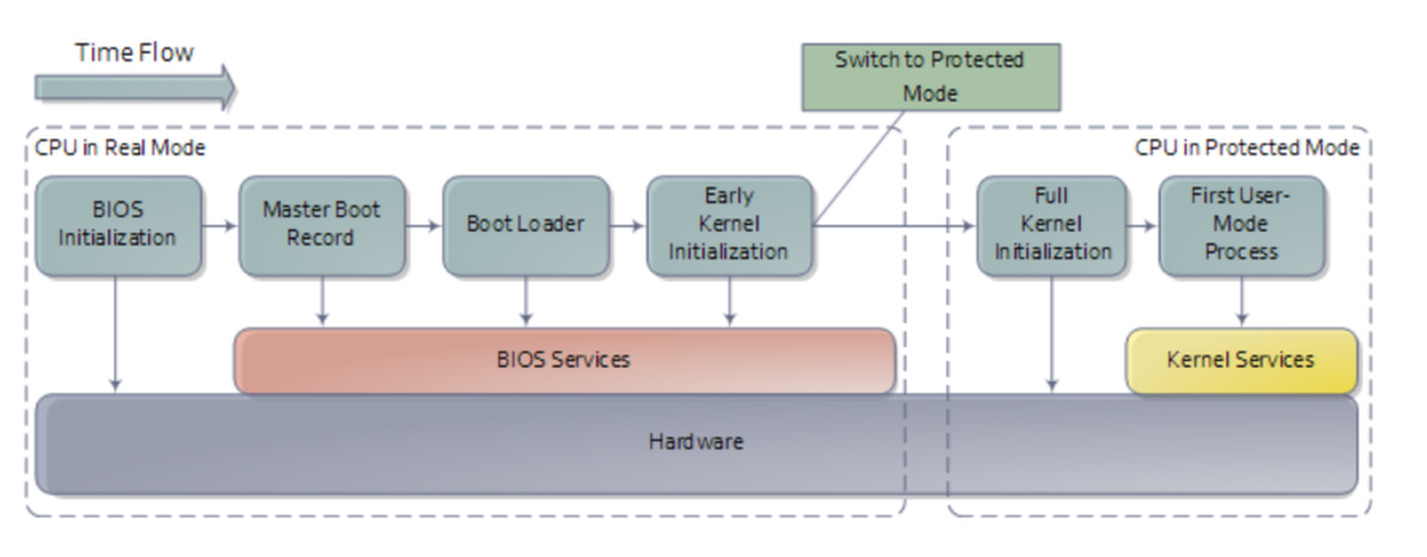 Time Flow
Switch to Protected
Mode
CPU in Real Mode
CPU in Protected Mode
BIOS
Initialization
Master Boot
Record
Boot Loader
Early
Kernel
Initialization
Full
Kernel
Initialization
First User-
Mode
Process
BIOS Services
Kernel Services
Hardware